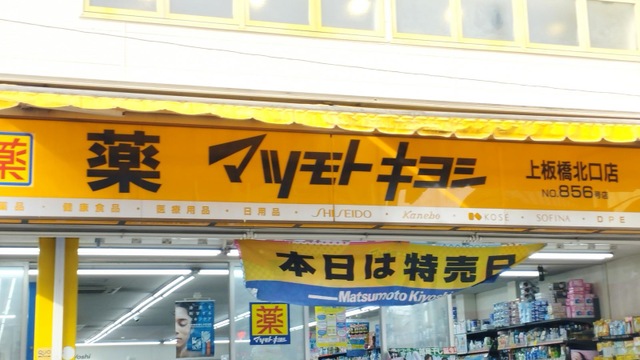 薬
薬 マツモトキヨシ
上板橋北口店
NO.856号店
薬品・健康食品・医療用品・日用品・SHISEIDO・Kanebo・KOSÉ・SOFINA・OPE
本日は特売日
Matsumoto Kiyoshi
薬
マツモトキヨシ